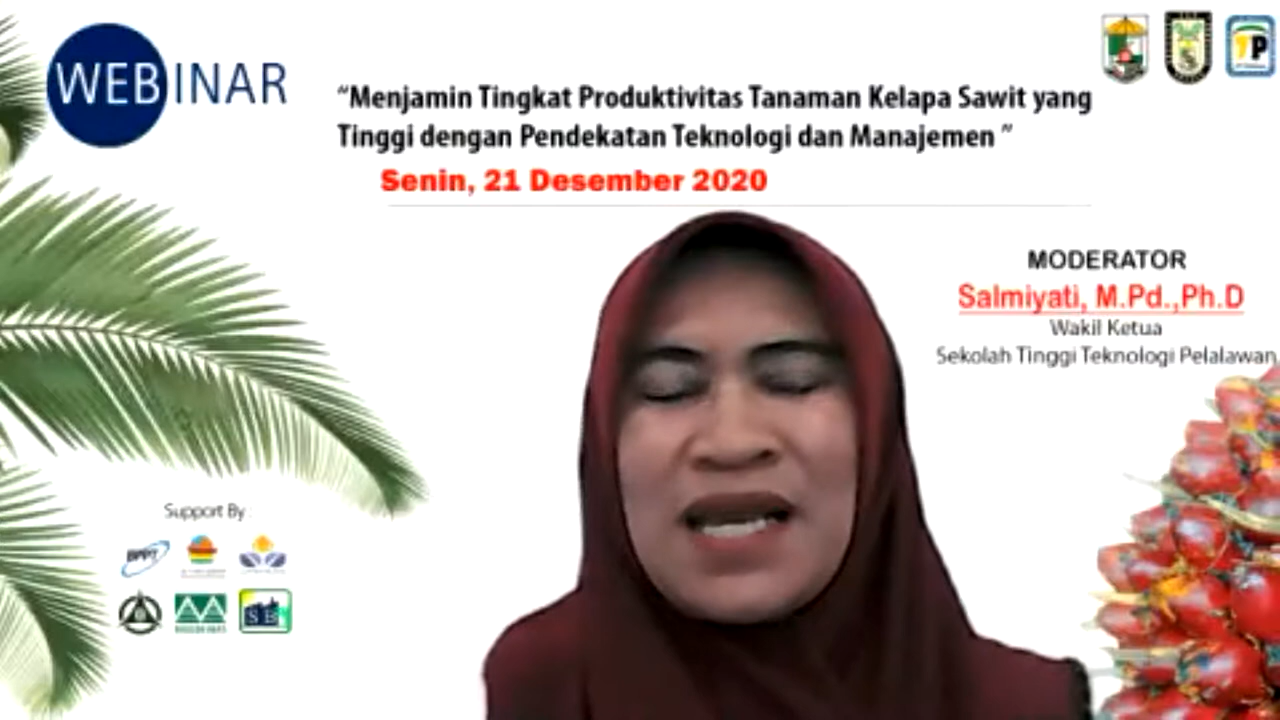 WEBINAR
“Menjamin Tingkat Produktivitas Tanaman Kelapa Sawit yang
Tinggi dengan Pendekatan Teknologi dan Manajemen ”
Senin, 21 Desember 2020
MODERATOR
Salmiyati, M.Pd.,Ph.D
Wakil Ketua
Sekolah Tinggi Teknologi Pelalawan
Support By :
BPPT